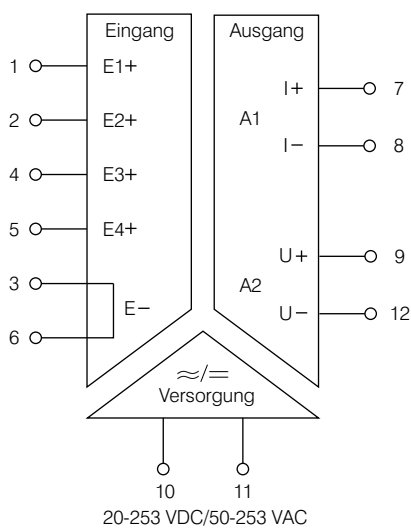 Eingang
Ausgang
1 E1+
I+ 7
A1
2 E2+
I− 8
4 E3+
5 E4+
U+ 9
3
E−
A2
U− 12
6
≈/=
Versorgung
10 11
20-253 VDC/50-253 VAC